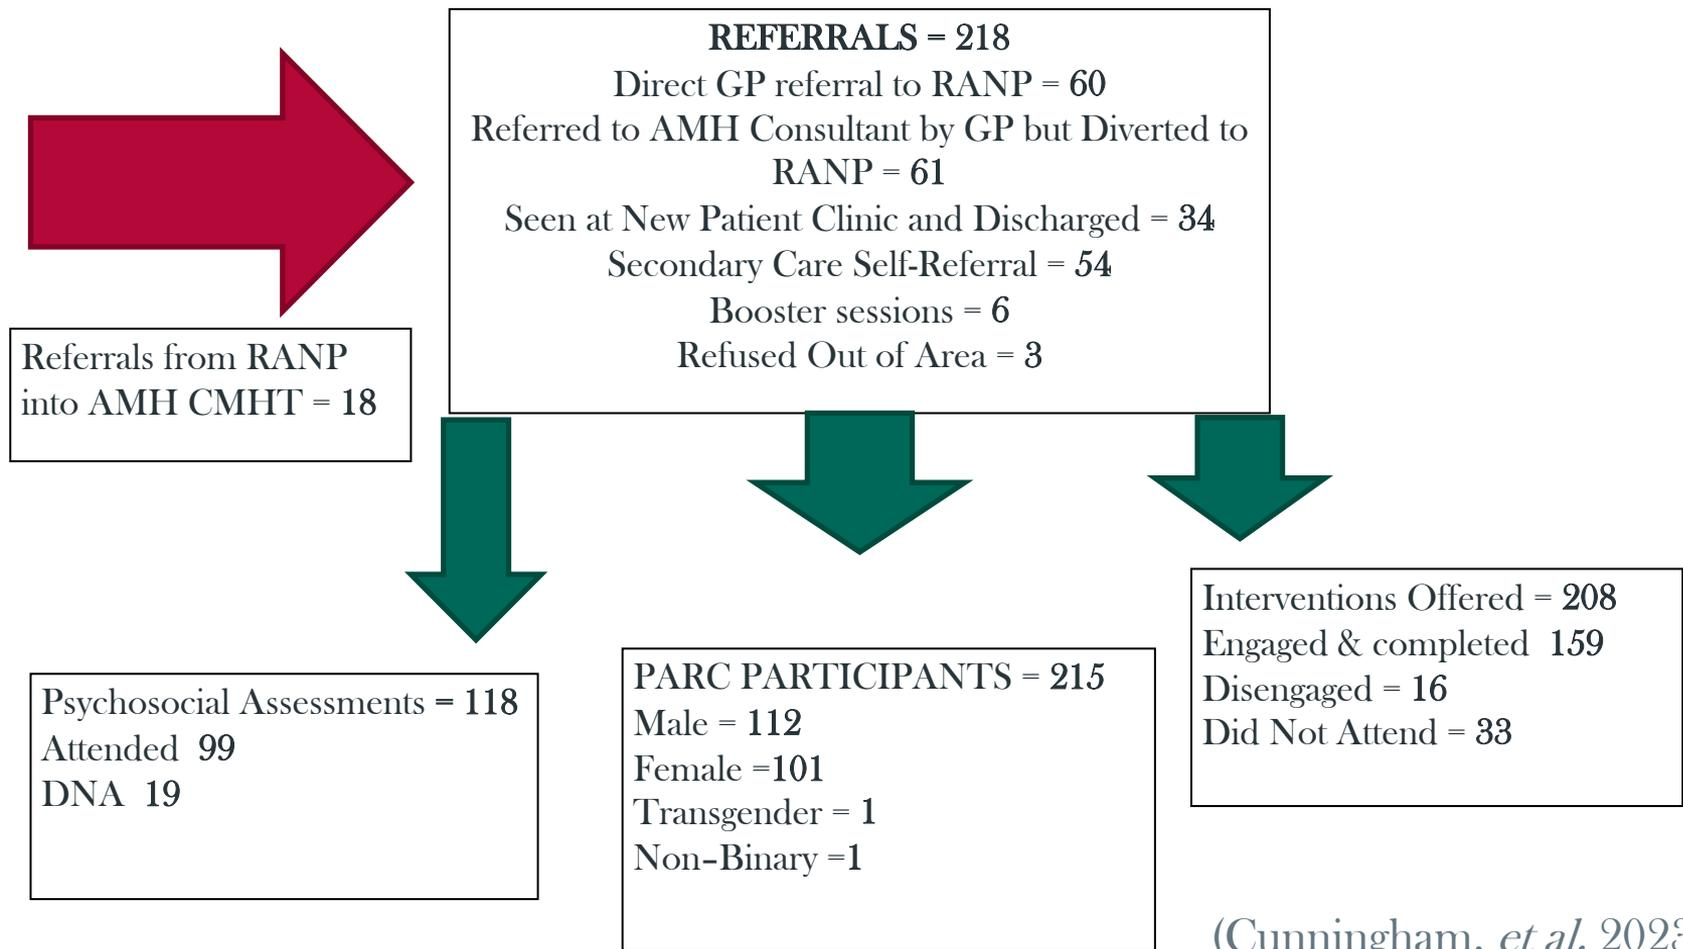 REFERRALS = 218
Direct GP referral to RANP = 60
Referred to AMH Consultant by GP but Diverted to
RANP = 61
Seen at New Patient Clinic and Discharged = 34
Secondary Care Self-Referral = 54
Booster sessions = 6
Refused Out of Area = 3
Referrals from RANP
into AMH CMHT = 18
Psychosocial Assessments = 118
Attended 99
DNA 19
PARC PARTICIPANTS = 215
Male = 112
Female =101
Transgender = 1
Non-Binary =1
Interventions Offered = 208
Engaged & completed 159
Disengaged = 16
Did Not Attend = 33
(Cunningham, et al. 2023